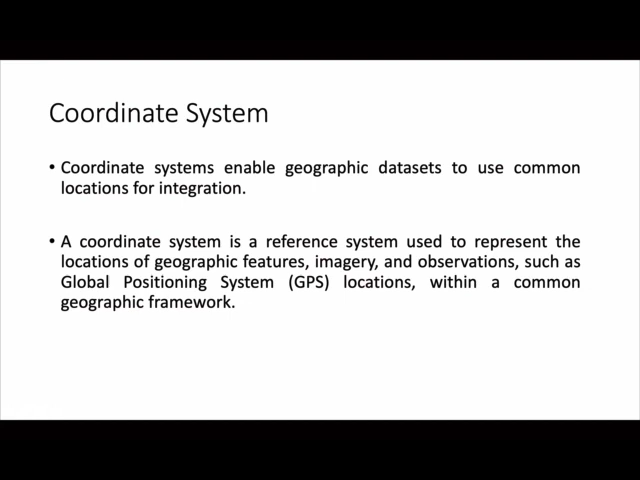 Coordinate System
• Coordinate systems enable geographic datasets to use common
locations for integration.
• A coordinate system is a reference system used to represent the
locations of geographic features, imagery, and observations, such as
Global Positioning System (GPS) locations, within a common
geographic framework.